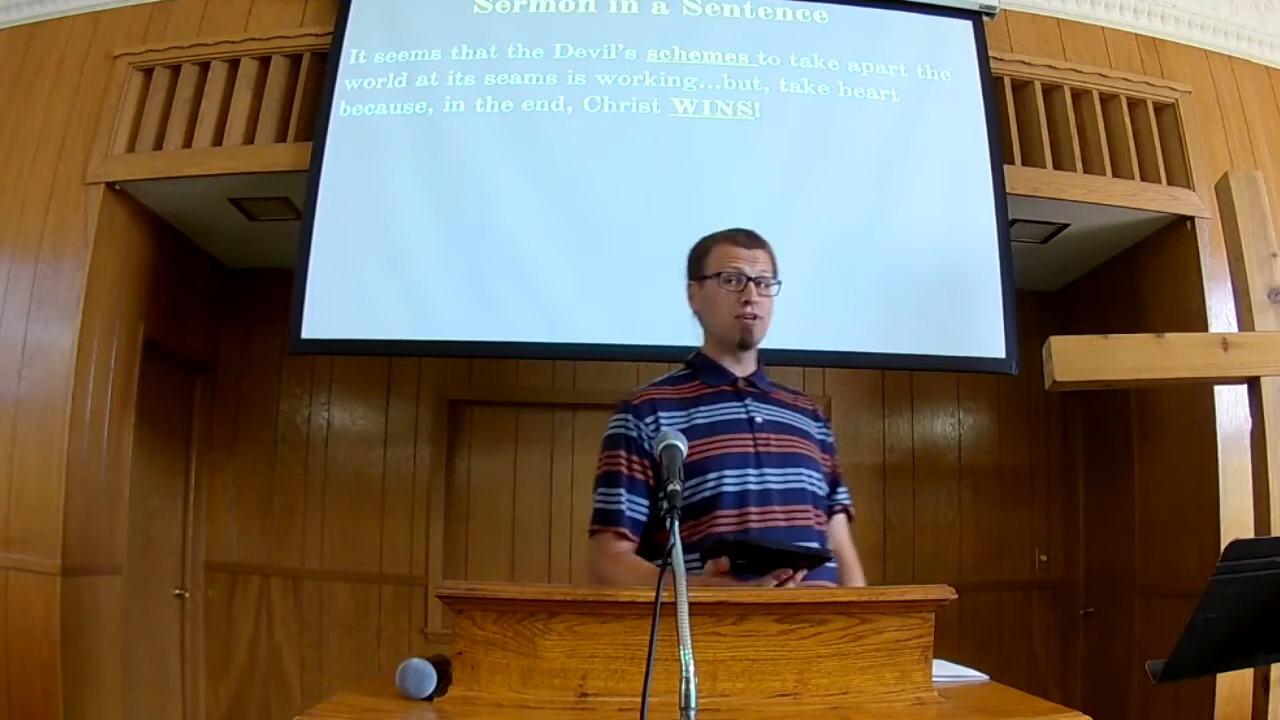 Sermon in a Sentence
It seems that the Devil's schemes to take apart the
world at its seams is working...but, take heart
because, in the end, Christ WINS!